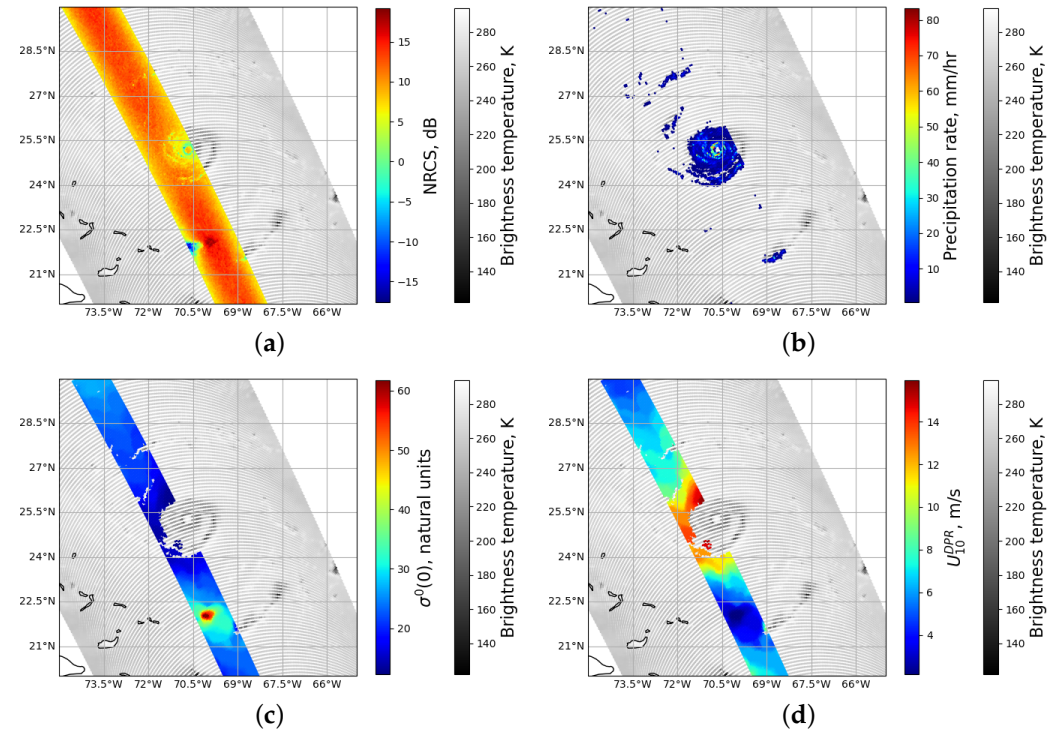 28.5°N
27°N
25.5°N
24°N
22.5°N
21°N
73.5°W 72°W 70.5°W 69°W 67.5°W 66°W
15
10
5
0
−5
−10
−15
NRCS, dB
280
260
240
220
200
180
160
140
Brightness temperature, K
(a)
28.5°N
27°N
25.5°N
24°N
22.5°N
21°N
73.5°W 72°W 70.5°W 69°W 67.5°W 66°W
80
70
60
50
40
30
20
10
Precipitation rate, mm/hr
280
260
240
220
200
180
160
140
Brightness temperature, K
(b)
28.5°N
27°N
25.5°N
24°N
22.5°N
21°N
73.5°W 72°W 70.5°W 69°W 67.5°W 66°W
60
50
40
30
20
σ⁰(0), natural units
280
260
240
220
200
180
160
140
Brightness temperature, K
(c)
28.5°N
27°N
25.5°N
24°N
22.5°N
21°N
73.5°W 72°W 70.5°W 69°W 67.5°W 66°W
14
12
10
8
6
4
U₁₀ᴰᴾᴿ, m/s
280
260
240
220
200
180
160
140
Brightness temperature, K
(d)